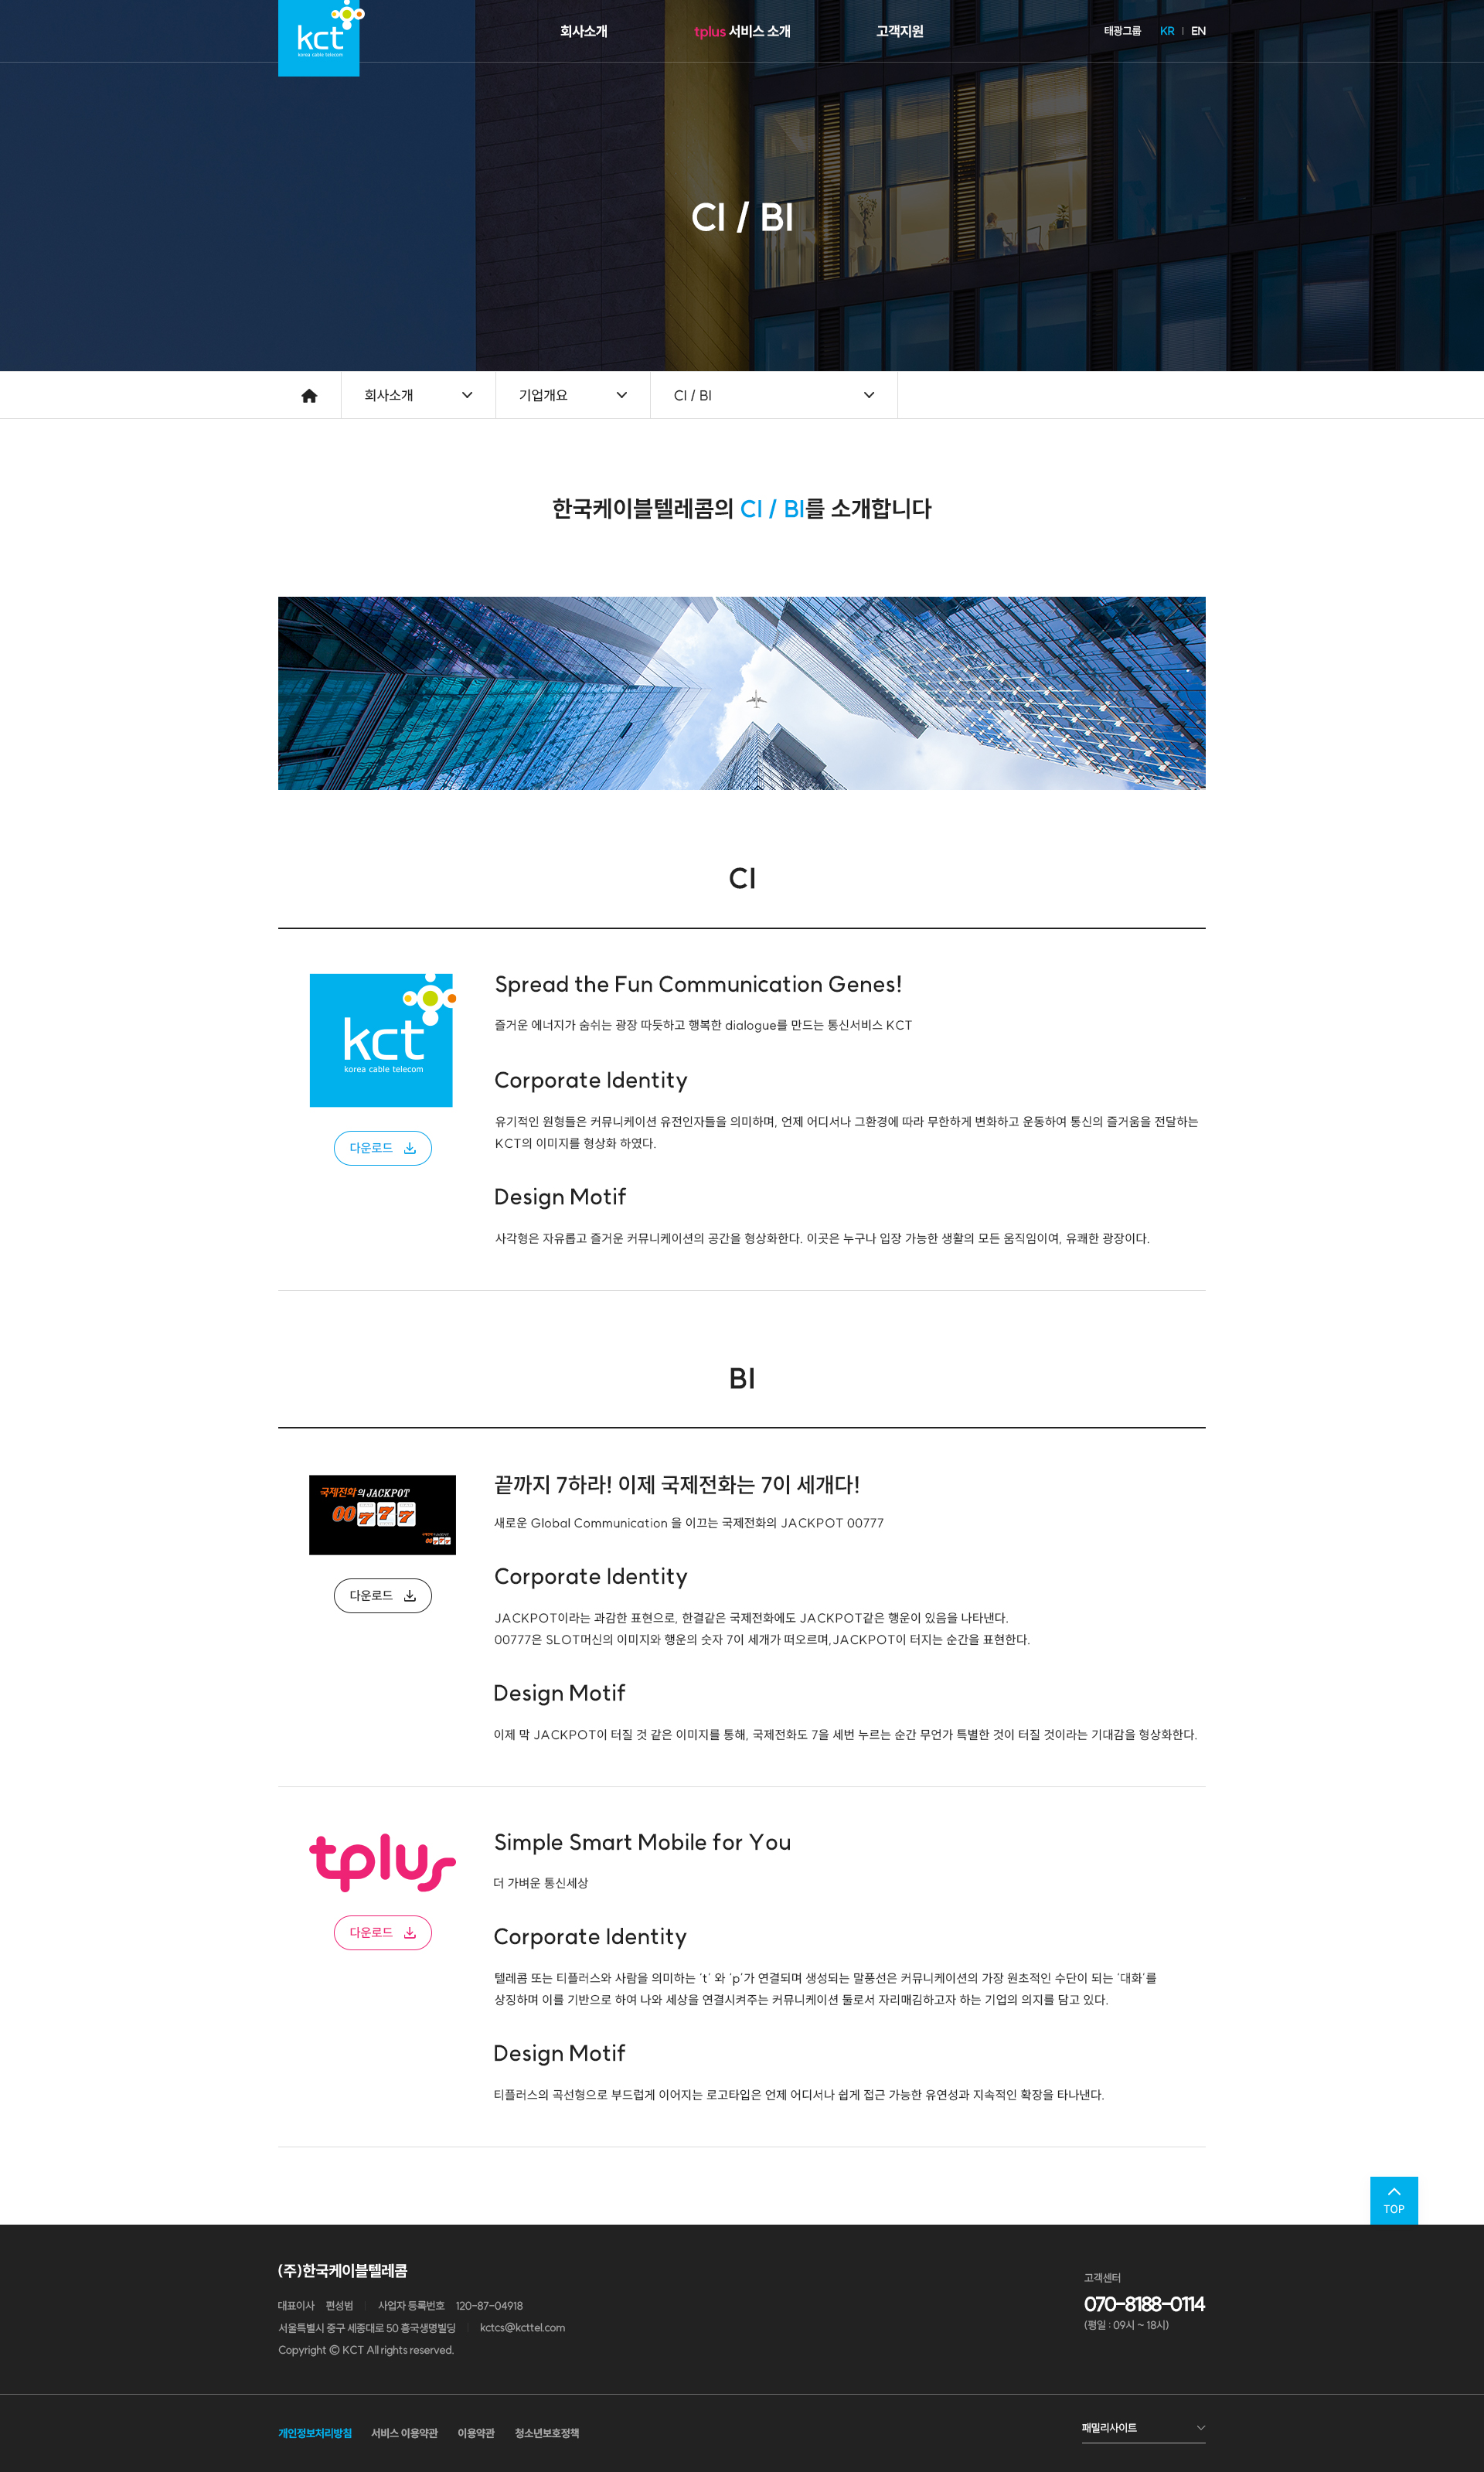 kct
korea cable telecom
회사소개
tplus 서비스 소개
고객지원
태광그룹
KR
EN
CI / BI
회사소개
기업개요
CI / BI
한국케이블텔레콤의 CI / BI를 소개합니다
CI
kct
korea cable telecom
다운로드
Spread the Fun Communication Genes!
즐거운 에너지가 숨쉬는 광장 따듯하고 행복한 dialogue를 만드는 통신서비스 KCT
Corporate Identity
유기적인 원형들은 커뮤니케이션 유전인자들을 의미하며, 언제 어디서나 그환경에 따라 무한하게 변화하고 운동하여 통신의 즐거움을 전달하는
KCT의 이미지를 형상화 하였다.
Design Motif
사각형은 자유롭고 즐거운 커뮤니케이션의 공간을 형상화한다. 이곳은 누구나 입장 가능한 생활의 모든 움직임이여, 유쾌한 광장이다.
BI
국제전화의 JACKPOT
00777
00777
다운로드
끝까지 7하라! 이제 국제전화는 7이 세개다!
새로운 Global Communication 을 이끄는 국제전화의 JACKPOT 00777
Corporate Identity
JACKPOT이라는 과감한 표현으로, 한결같은 국제전화에도 JACKPOT같은 행운이 있음을 나타낸다.
00777은 SLOT머신의 이미지와 행운의 숫자 7이 세개가 떠오르며,JACKPOT이 터지는 순간을 표현한다.
Design Motif
이제 막 JACKPOT이 터질 것 같은 이미지를 통해, 국제전화도 7을 세번 누르는 순간 무언가 특별한 것이 터질 것이라는 기대감을 형상화한다.
tplus
다운로드
Simple Smart Mobile for You
더 가벼운 통신세상
Corporate Identity
텔레콤 또는 티플러스와 사람을 의미하는 't' 와 'p'가 연결되며 생성되는 말풍선은 커뮤니케이션의 가장 원초적인 수단이 되는 '대화'를
상징하며 이를 기반으로 하여 나와 세상을 연결시켜주는 커뮤니케이션 툴로서 자리매김하고자 하는 기업의 의지를 담고 있다.
Design Motif
티플러스의 곡선형으로 부드럽게 이어지는 로고타입은 언제 어디서나 쉽게 접근 가능한 유연성과 지속적인 확장을 타나낸다.
TOP
(주)한국케이블텔레콤
대표이사 편성범 사업자 등록번호 120-87-04918
서울특별시 중구 세종대로 50 흥국생명빌딩 kctcs@kcttel.com
Copyright © KCT All rights reserved.
고객센터
070-8188-0114
(평일 : 09시 ~ 18시)
개인정보처리방침
서비스 이용약관
이용약관
청소년보호정책
패밀리사이트